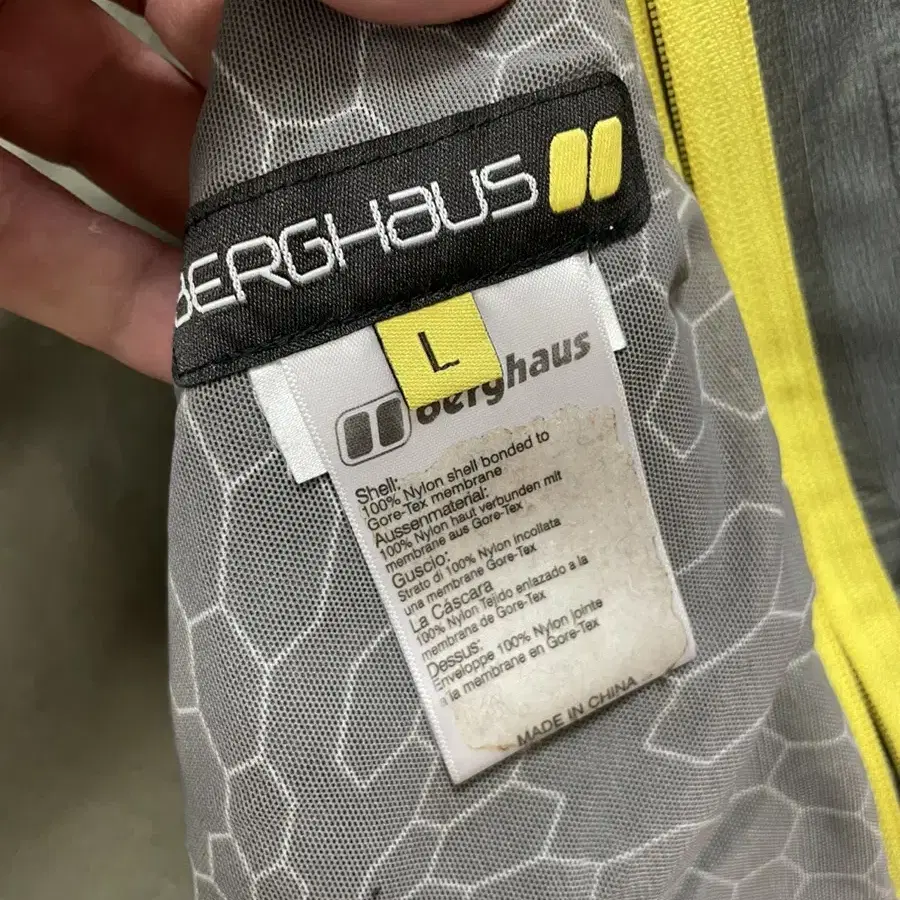 BERGHAUS
L
Berghaus
Shell:
100% Nylon shell bonded to
Gore-Tex membrane
Aussenmaterial:
100% Nylon haut verbunden mit
membrane aus Gore-Tex
Guscio:
Strato di 100% Nylon incollata
una membrane Gore-Tex
La Cáscara
100% Nylon Tejido enlazado a la
membrana de Gore-Tex
Dessus:
Enveloppe 100% Nylon jointe
a la membrane en Gore-Tex
MADE IN CHINA